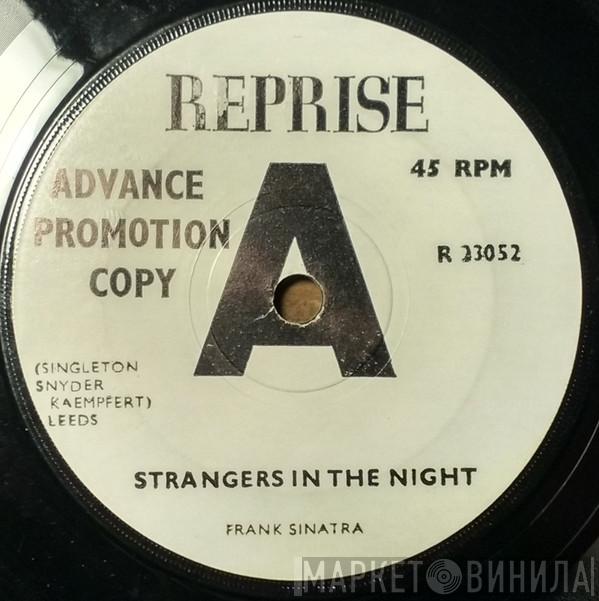 REPRISE
ADVANCE
PROMOTION
COPY
A
45 RPM
R 23052
(SINGLETON
SNYDER
KAEMPFERT)
LEEDS
STRANGERS IN THE NIGHT
FRANK SINATRA
МАРКЕТ ВИНИЛА